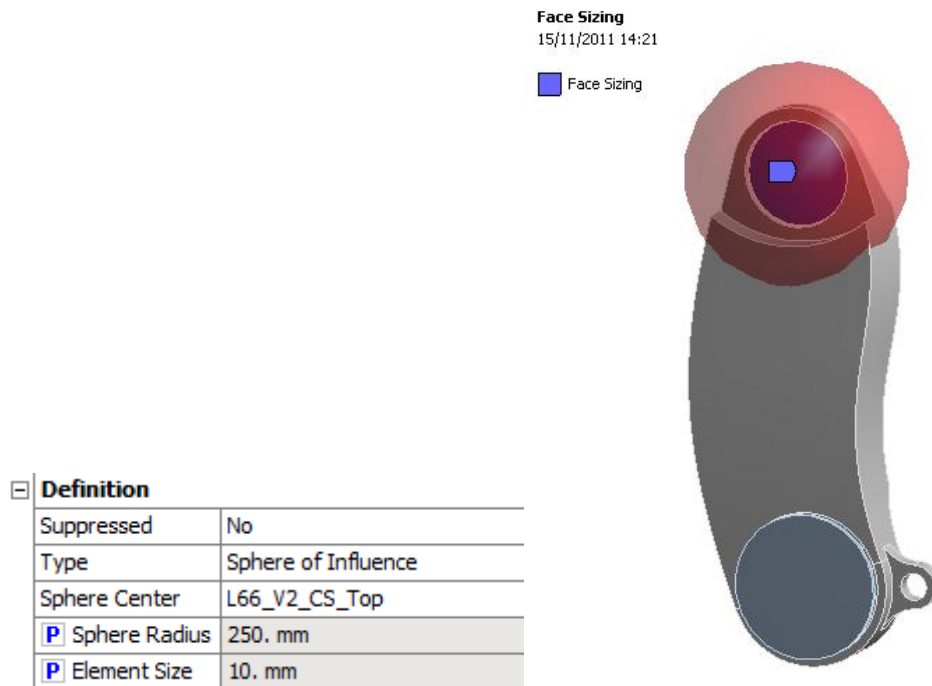 Face Sizing
15/11/2011 14:21
Face Sizing
Definition
Suppressed No
Type Sphere of Influence
Sphere Center L66_V2_CS_Top
P Sphere Radius 250. mm
P Element Size 10. mm